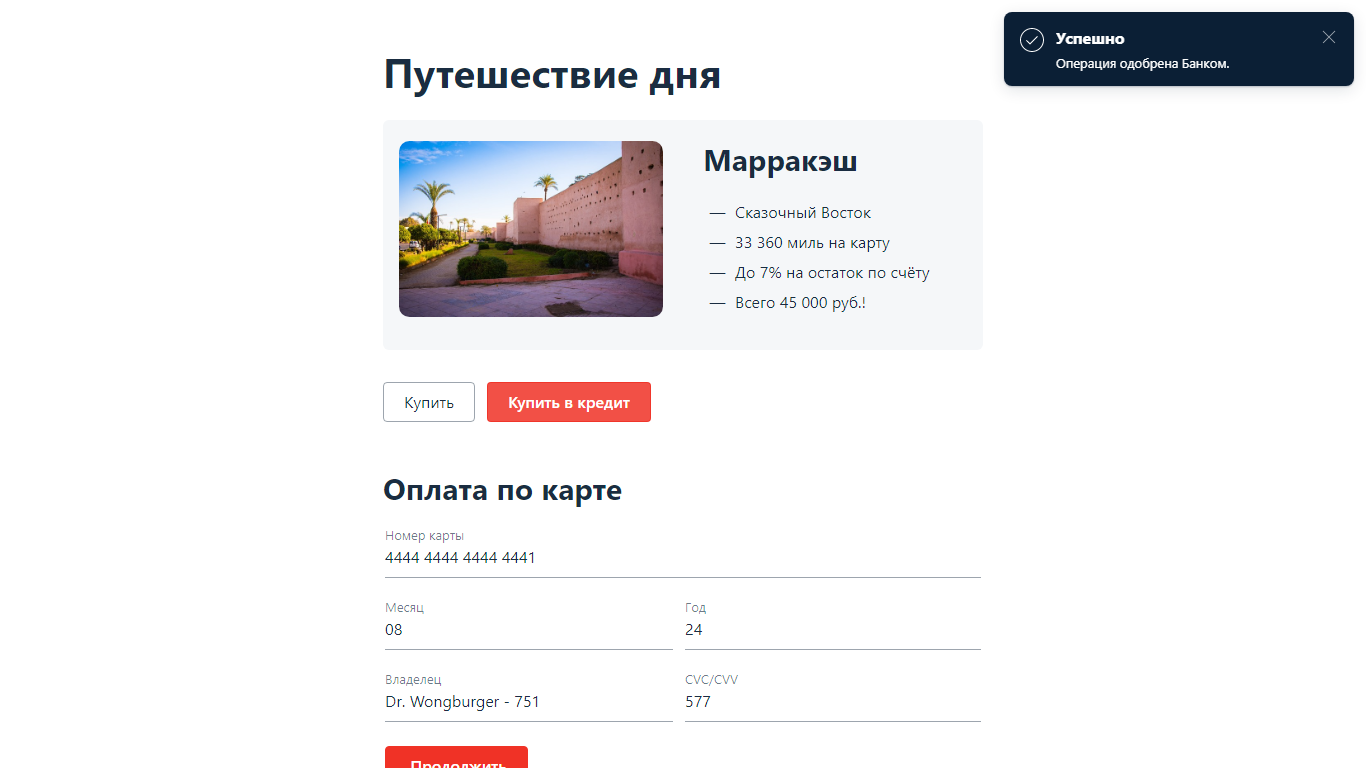 Успешно
Операция одобрена Банком.
Путешествие дня
Марракэш
— Сказочный Восток
— 33 360 миль на карту
— До 7% на остаток по счёту
— Всего 45 000 руб.!
Купить
Купить в кредит
Оплата по карте
Номер карты
4444 4444 4444 4441
Месяц
Год
08
24
Владелец
CVC/CVV
Dr. Wongburger - 751
577
Продолжить